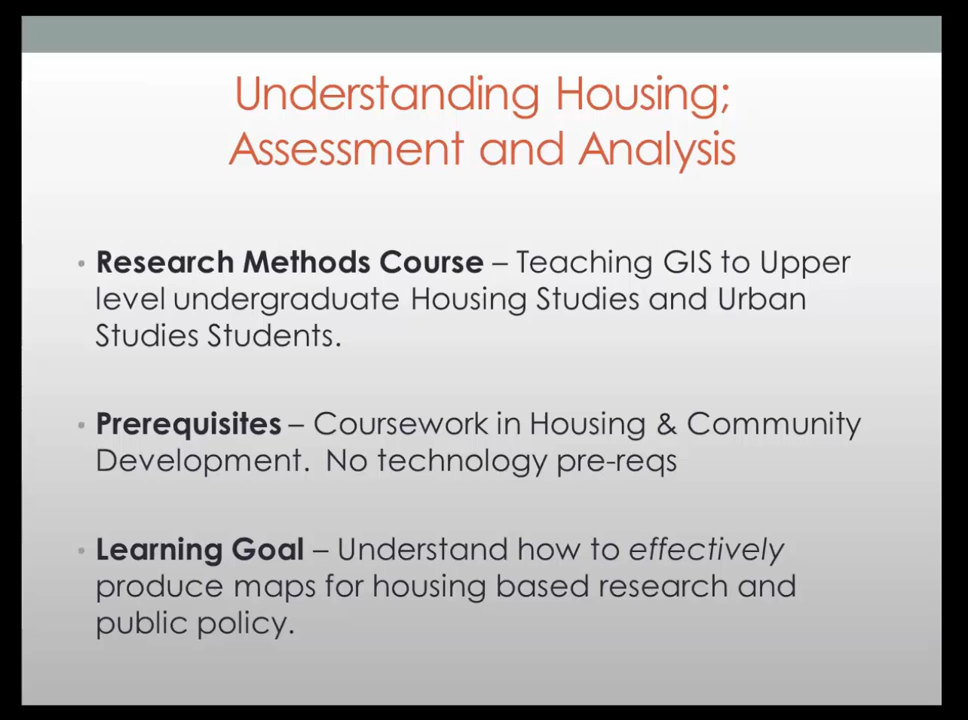 Understanding Housing;
Assessment and Analysis
• Research Methods Course – Teaching GIS to Upper
level undergraduate Housing Studies and Urban
Studies Students.
• Prerequisites – Coursework in Housing & Community
Development.  No technology pre-reqs
• Learning Goal – Understand how to effectively
produce maps for housing based research and
public policy.